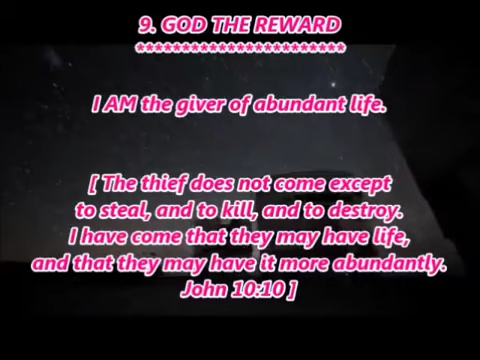 9. GOD THE REWARD
***********************
I AM the giver of abundant life.
[ The thief does not come except
to steal, and to kill, and to destroy.
I have come that they may have life,
and that they may have it more abundantly.
John 10:10 ]